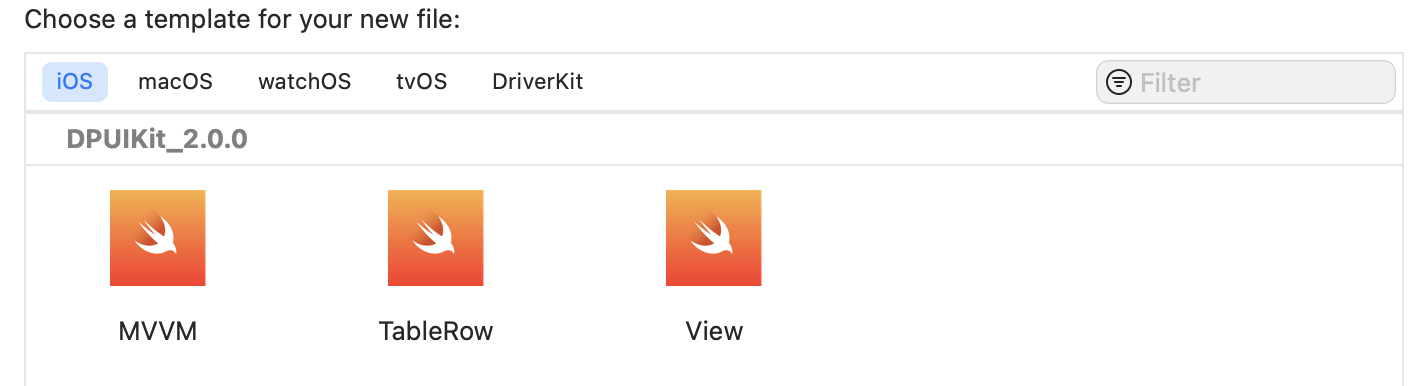 Choose a template for your new file:
iOS macOS watchOS tvOS DriverKit Filter
DPUIKit_2.0.0
MVVM TableRow View